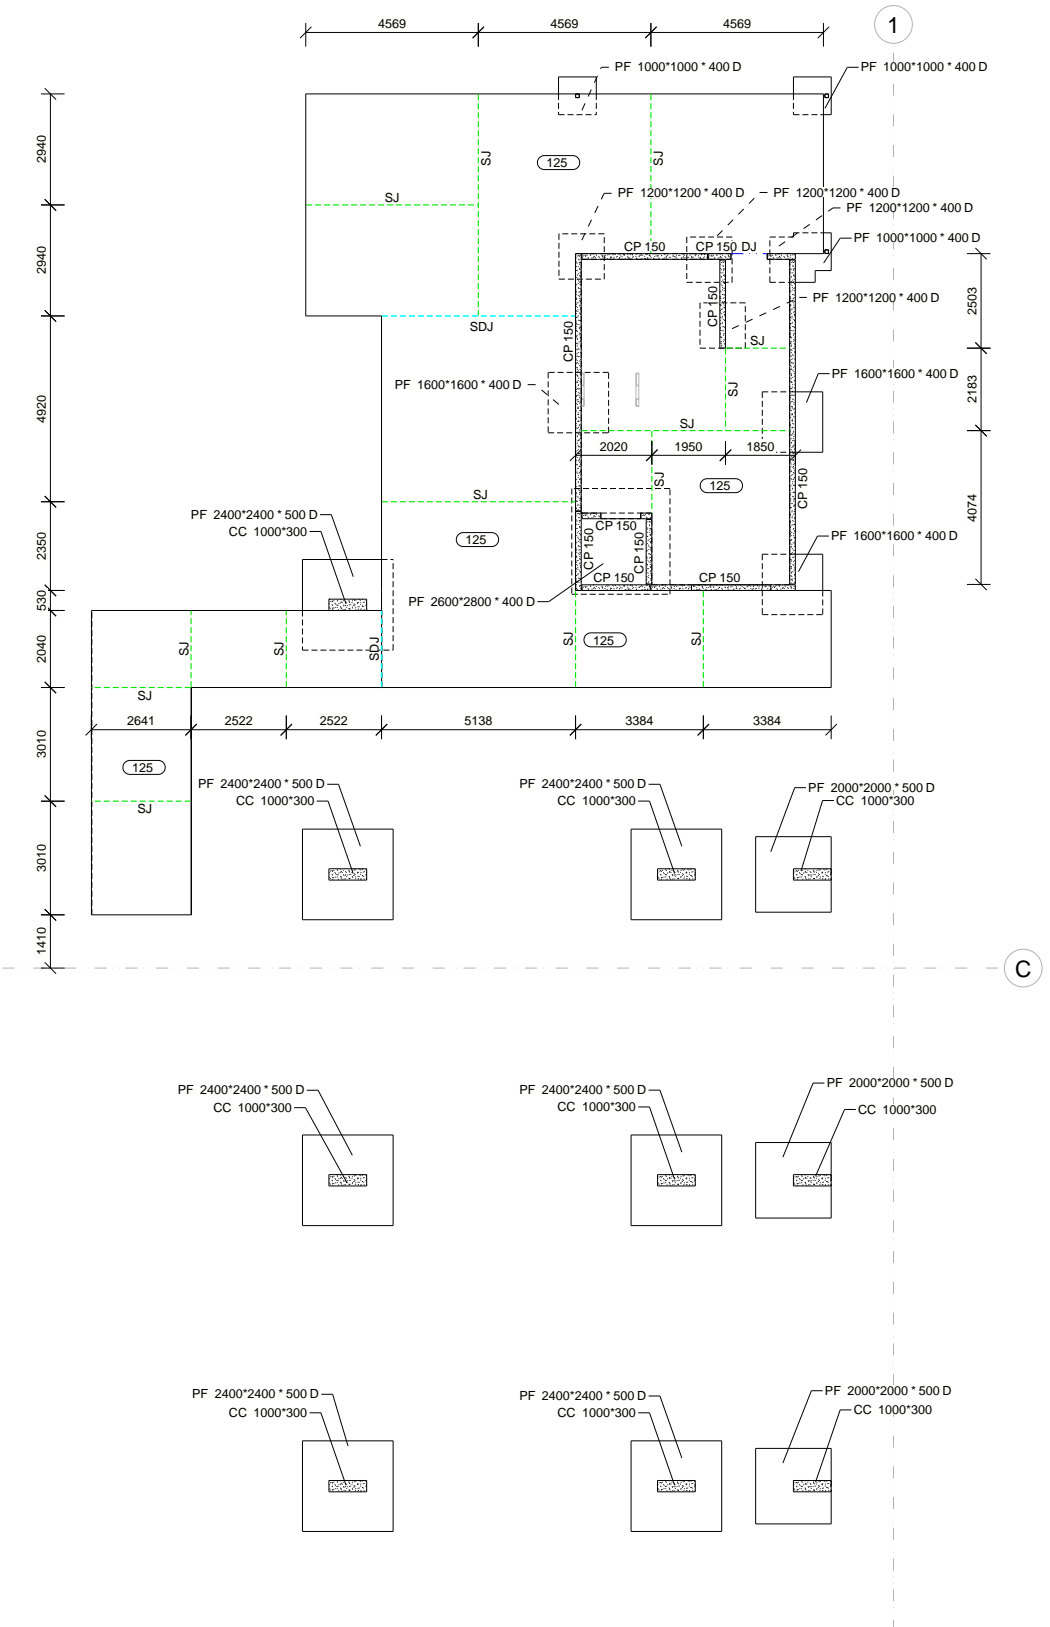 4569
4569
4569
1
PF 1000*1000 * 400 D
PF 1000*1000 * 400 D
2940
SJ
125
SJ
SJ
PF 1200*1200 * 400 D
PF 1200*1200 * 400 D
PF 1200*1200 * 400 D
2940
CP 150
CP 150
DJ
PF 1000*1000 * 400 D
2503
CP 150
PF 1200*1200 * 400 D
SDJ
CP 150
SJ
4920
PF 1600*1600 * 400 D
SJ
PF 1600*1600 * 400 D
2183
SJ
2020
1950
1850
SJ
125
CP 150
4074
SJ
PF 2400*2400 * 500 D
CC 1000*300
125
CP 150
2350
CP 150
CP 150
PF 1600*1600 * 400 D
CP 150
CP 150
530
PF 2600*2800 * 400 D
2040
SJ
SJ
SDJ
SJ
125
SJ
SJ
2641
2522
2522
5138
3384
3384
3010
125
SJ
PF 2400*2400 * 500 D
CC 1000*300
PF 2400*2400 * 500 D
CC 1000*300
PF 2000*2000 * 500 D
CC 1000*300
3010
1410
C
PF 2400*2400 * 500 D
CC 1000*300
PF 2400*2400 * 500 D
CC 1000*300
PF 2000*2000 * 500 D
CC 1000*300
PF 2400*2400 * 500 D
CC 1000*300
PF 2400*2400 * 500 D
CC 1000*300
PF 2000*2000 * 500 D
CC 1000*300